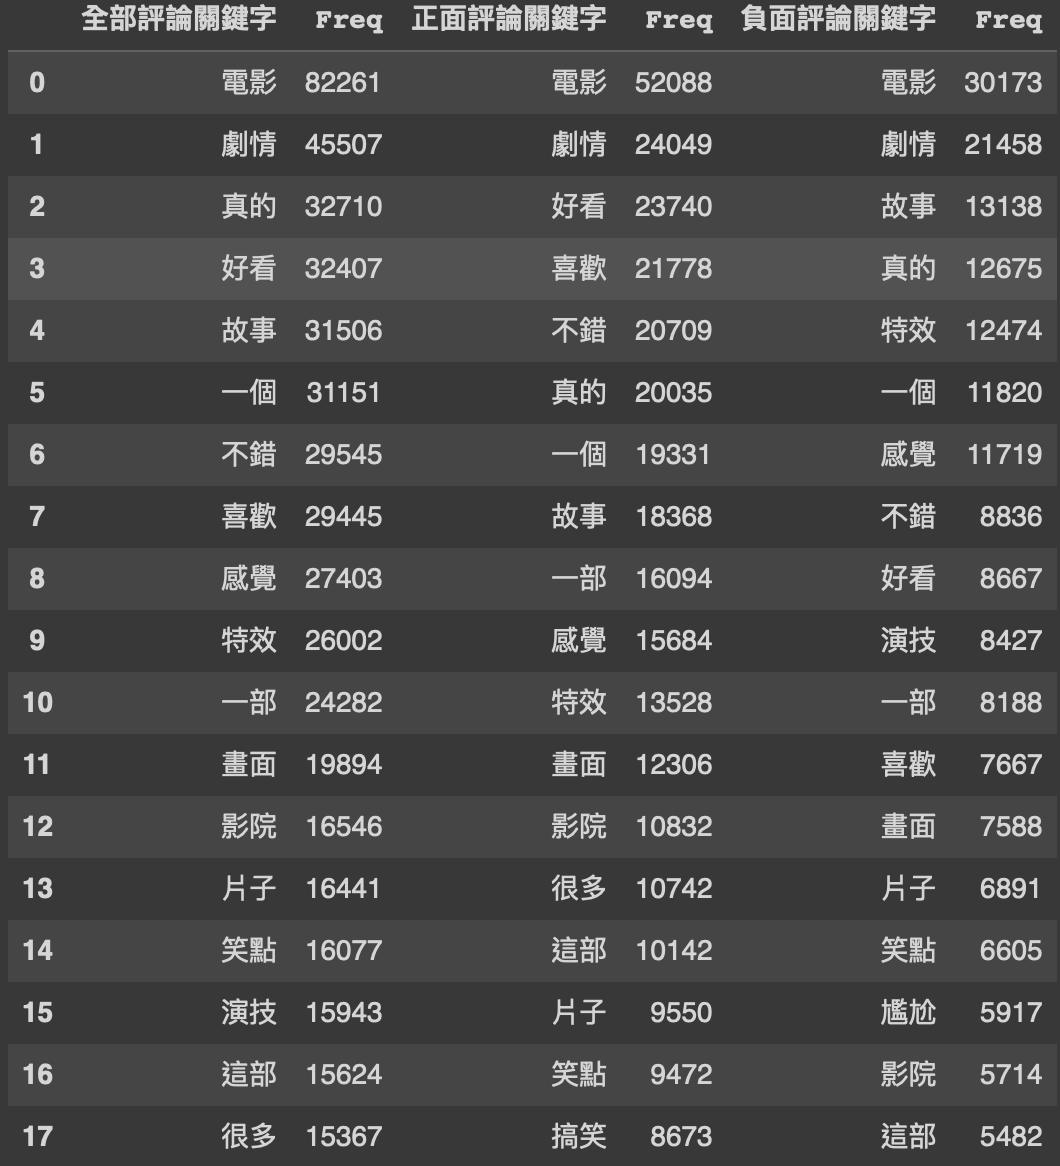 全部評論關鍵字 Freq 正面評論關鍵字 Freq 負面評論關鍵字 Freq
0 電影 82261 電影 52088 電影 30173
1 劇情 45507 劇情 24049 劇情 21458
2 真的 32710 好看 23740 故事 13138
3 好看 32407 喜歡 21778 真的 12675
4 故事 31506 不錯 20709 特效 12474
5 一個 31151 真的 20035 一個 11820
6 不錯 29545 一個 19331 感覺 11719
7 喜歡 29445 故事 18368 不錯 8836
8 感覺 27403 一部 16094 好看 8667
9 特效 26002 感覺 15684 演技 8427
10 一部 24282 特效 13528 一部 8188
11 畫面 19894 畫面 12306 喜歡 7667
12 影院 16546 影院 10832 畫面 7588
13 片子 16441 很多 10742 片子 6891
14 笑點 16077 這部 10142 笑點 6605
15 演技 15943 片子 9550 尷尬 5917
16 這部 15624 笑點 9472 影院 5714
17 很多 15367 搞笑 8673 這部 5482